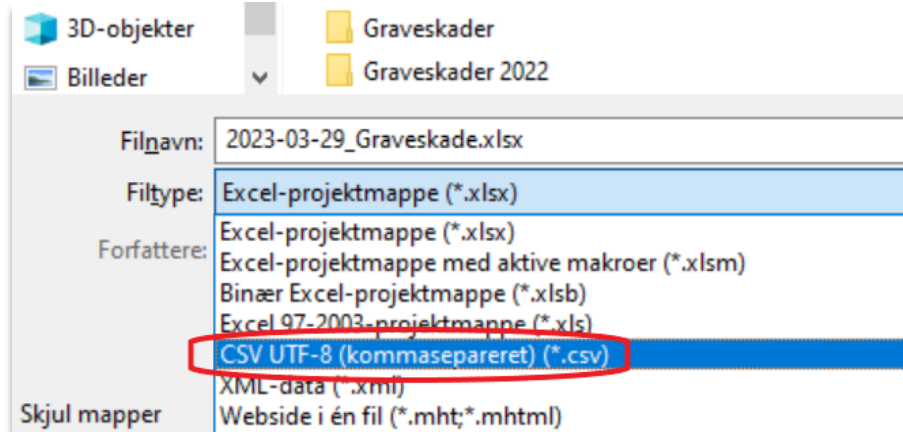 3D-objekter
Graveskader
Billeder
Graveskader 2022
Filnavn: 2023-03-29_Graveskade.xlsx
Filtype: Excel-projektmappe (*.xlsx)
Forfattere:
Excel-projektmappe (*.xlsx)
Excel-projektmappe med aktive makroer (*.xlsm)
Binær Excel-projektmappe (*.xlsb)
Excel 97-2003-projektmappe (*.xls)
CSV UTF-8 (kommasepareret) (*.csv)
XML-data (*.xml)
Skjul mapper
Webside i én fil (*.mht;*.mhtml)